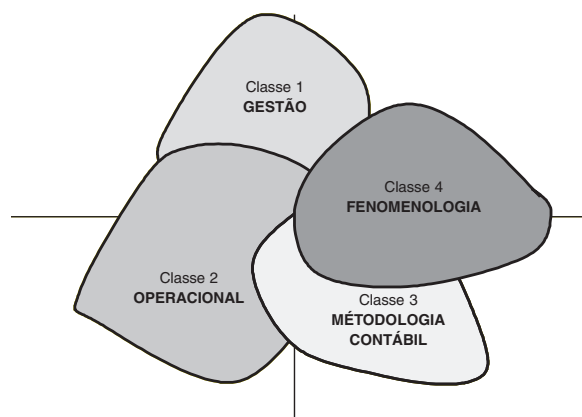 Classe 1
GESTÃO
Classe 4
FENOMENOLOGIA
Classe 2
OPERACIONAL
Classe 3
MÉTODOLOGIA
CONTÁBIL